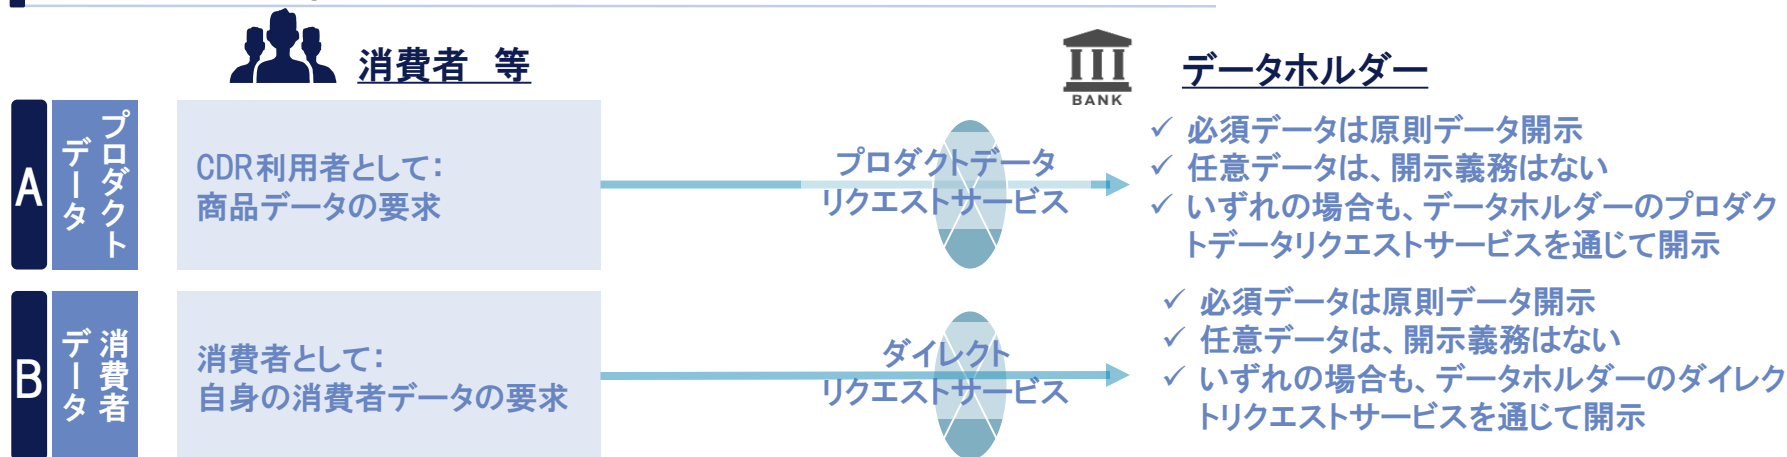 消費者 等
BANK
データホルダー
A
プロダクト
データ
CDR利用者として：
商品データの要求
プロダクトデータ
リクエストサービス
✓ 必須データは原則データ開示
✓ 任意データは、開示義務はない
✓ いずれの場合も、データホルダーのプロダク
トデータリクエストサービスを通じて開示
B
消費者
データ
消費者として：
自身の消費者データの要求
ダイレクト
リクエストサービス
✓ 必須データは原則データ開示
✓ 任意データは、開示義務はない
✓ いずれの場合も、データホルダーのダイレク
トリクエストサービスを通じて開示